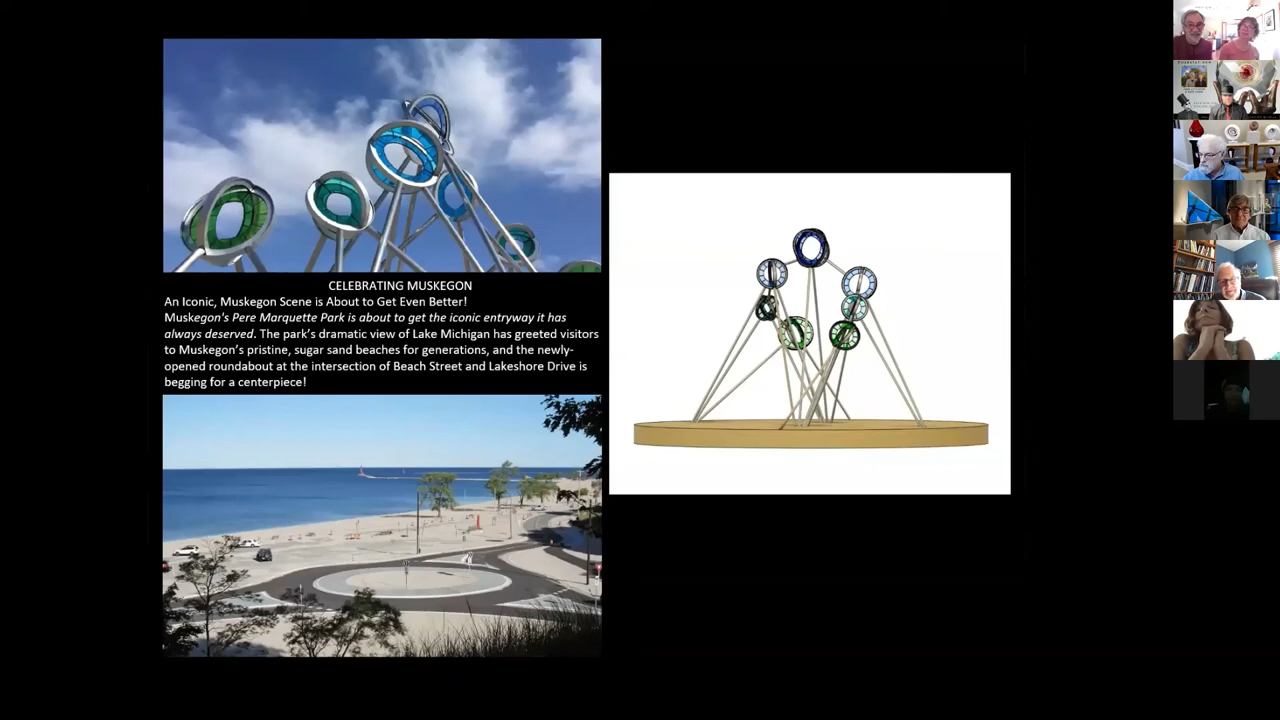 CELEBRATING MUSKEGON
An Iconic, Muskegon Scene is About to Get Even Better!
Muskegon's Pere Marquette Park is about to get the iconic entryway it has
always deserved. The park's dramatic view of Lake Michigan has greeted visitors
to Muskegon's pristine, sugar sand beaches for generations, and the newly-
opened roundabout at the intersection of Beach Street and Lakeshore Drive is
begging for a centerpiece!